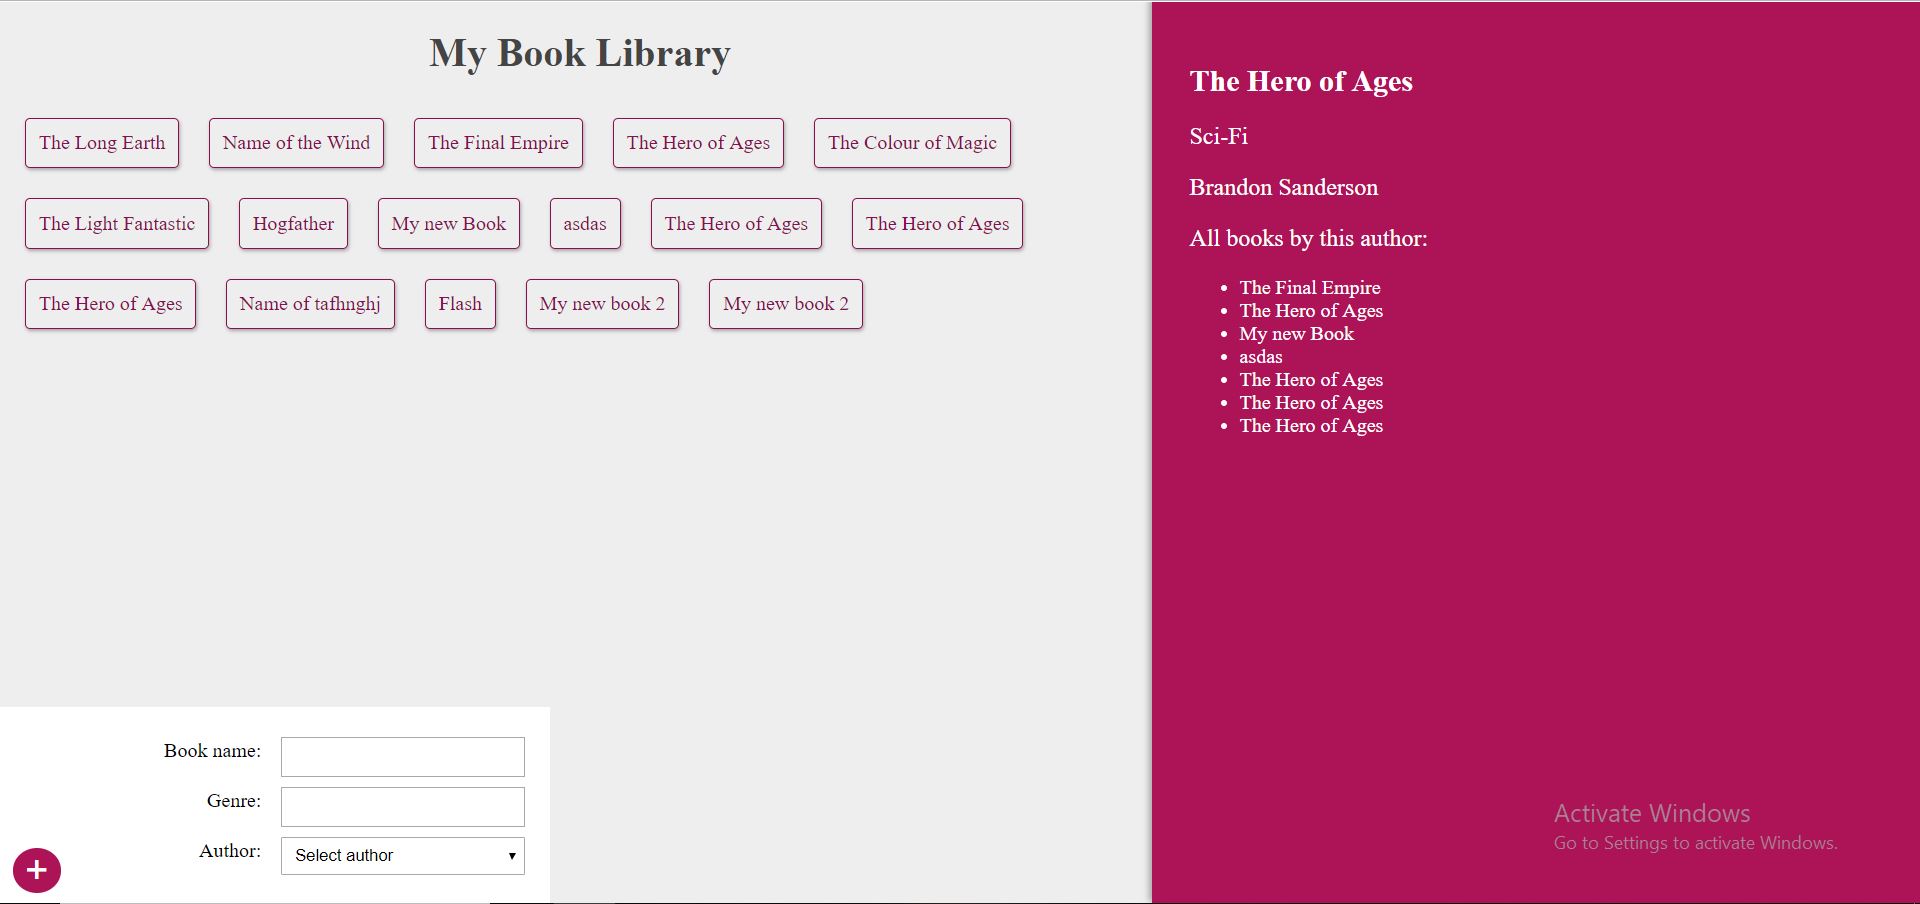 My Book Library
The Long Earth
Name of the Wind
The Final Empire
The Hero of Ages
The Colour of Magic
The Light Fantastic
Hogfather
My new Book
asdas
The Hero of Ages
The Hero of Ages
The Hero of Ages
Name of tafhnghj
Flash
My new book 2
My new book 2
Book name:
Genre:
Author:
Select author
+
The Hero of Ages
Sci-Fi
Brandon Sanderson
All books by this author:
• The Final Empire
• The Hero of Ages
• My new Book
• asdas
• The Hero of Ages
• The Hero of Ages
• The Hero of Ages
Activate Windows
Go to Settings to activate Windows.